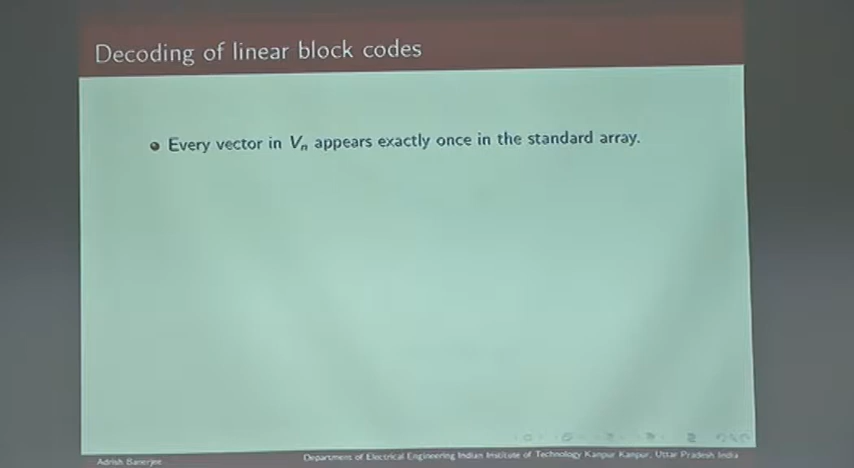 Decoding of linear block codes
Every vector in Vn appears exactly once in the standard array.
Adrish Banerjee Department of Electrical Engineering Indian Institute of Technology Kanpur Kanpur, Uttar Pradesh India